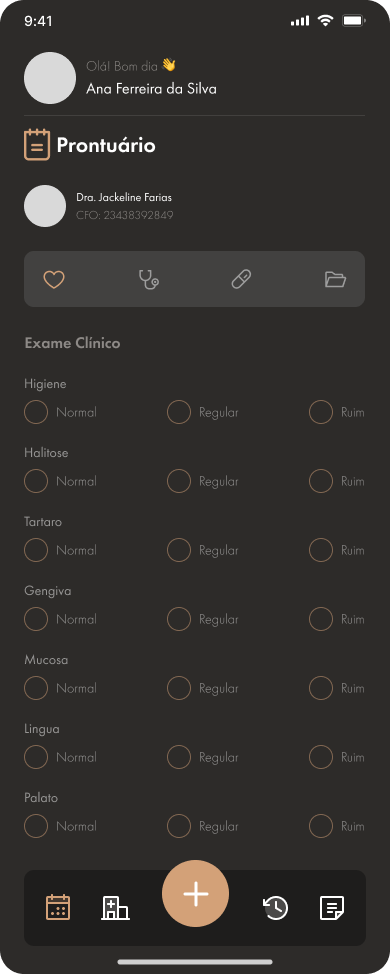 9:41
Olá! Bom dia 👋
Ana Ferreira da Silva
Prontuário
Dra. Jackeline Farias
CFO: 23438392849
Exame Clínico
Higiene
Normal Regular Ruim
Halitose
Normal Regular Ruim
Tartaro
Normal Regular Ruim
Gengiva
Normal Regular Ruim
Mucosa
Normal Regular Ruim
Lingua
Normal Regular Ruim
Palato
Normal Regular Ruim